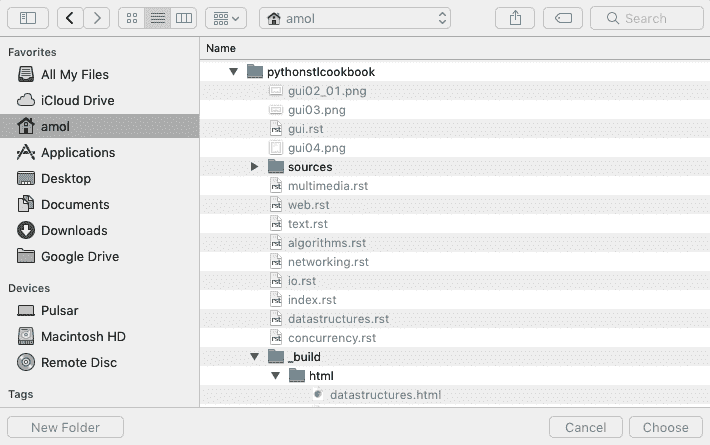 amol
Search
Favorites
All My Files
iCloud Drive
amol
Applications
Desktop
Documents
Downloads
Google Drive
Devices
Pulsar
Macintosh HD
Remote Disc
Tags
Name
pythonstlcookbook
gui02_01.png
gui03.png
gui.rst
gui04.png
sources
multimedia.rst
web.rst
text.rst
algorithms.rst
networking.rst
io.rst
index.rst
datastructures.rst
concurrency.rst
_build
html
datastructures.html
New Folder
Cancel
Choose